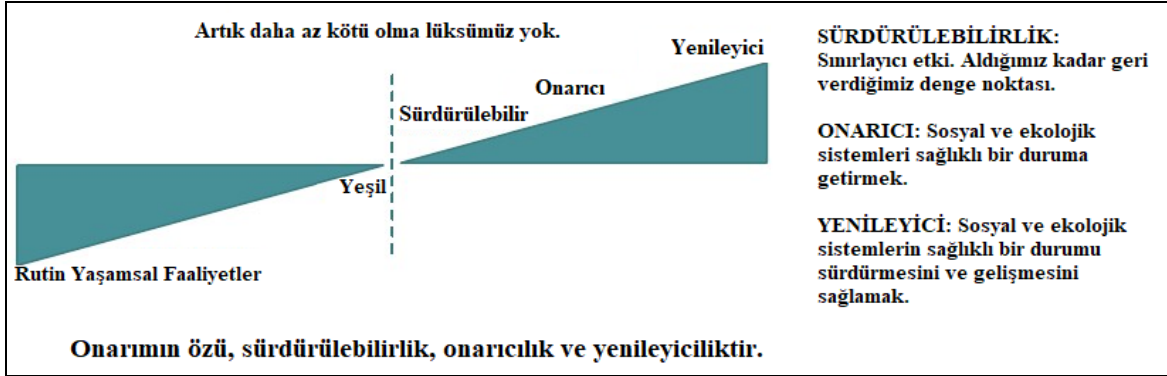 Artık daha az kötü olma lüksümüz yok.
Yenileyici
Onarıcı
Sürdürülebilir
Yeşil
Rutin Yaşamsal Faaliyetler
SÜRDÜRÜLEBİLİRLİK:
Sınırlayıcı etki. Aldığımız kadar geri
verdiğimiz denge noktası.
ONARICI: Sosyal ve ekolojik
sistemleri sağlıklı bir duruma
getirmek.
YENİLEYİCİ: Sosyal ve ekolojik
sistemlerin sağlıklı bir durumu
sürdürmesini ve gelişmesini
sağlamak.
Onarımın özü, sürdürülebilirlik, onarıcılık ve yenileyiciliktir.